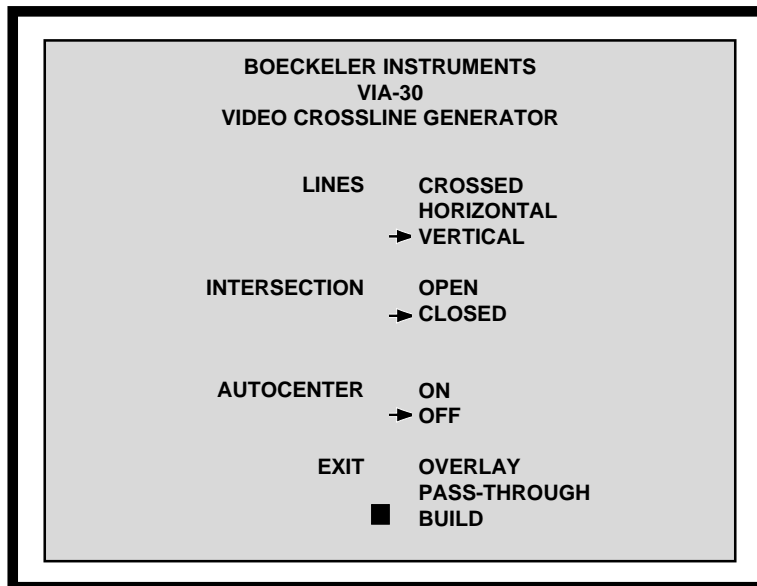 BOECKELER INSTRUMENTS
VIA-30
VIDEO CROSSLINE GENERATOR
LINES CROSSED
HORIZONTAL
VERTICAL
INTERSECTION OPEN
CLOSED
AUTOCENTER ON
OFF
EXIT OVERLAY
PASS-THROUGH
BUILD